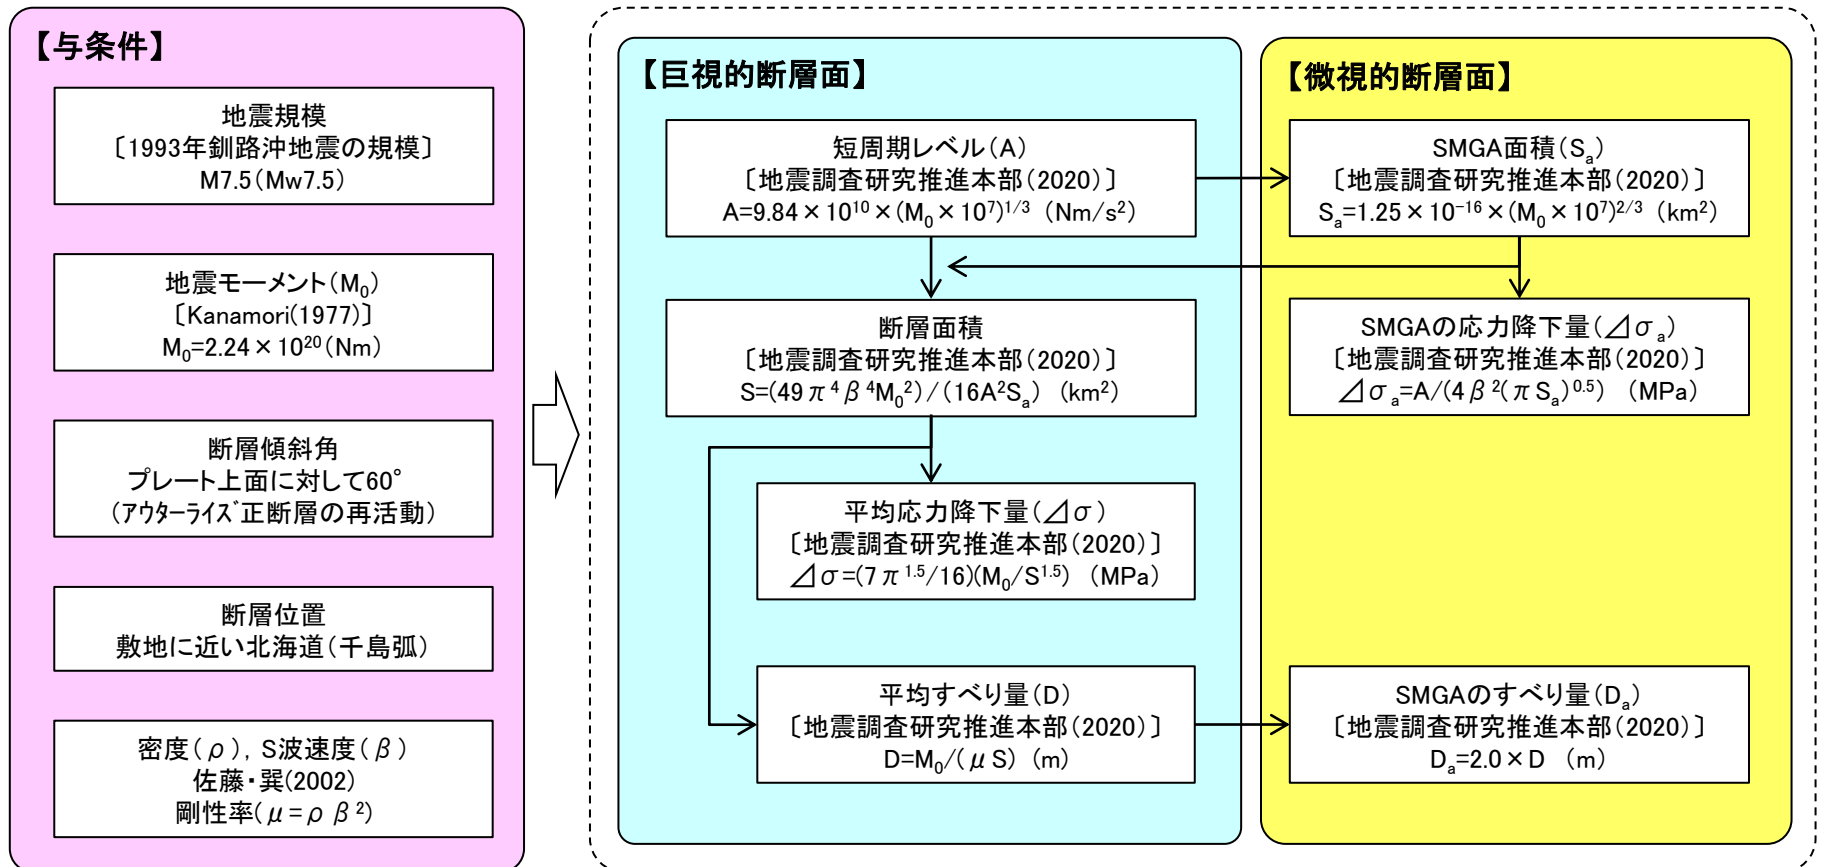 【与条件】
地震規模
〔1993年釧路沖地震の規模〕
M7.5(Mw7.5)
地震モーメント(M₀)
〔Kanamori(1977)〕
M₀=2.24×10²⁰(Nm)
断層傾斜角
プレート上面に対して60°
(アウターライズ正断層の再活動)
断層位置
敷地に近い北海道(千島弧)
密度(ρ), S波速度(β)
佐藤・巽(2002)
剛性率(μ=ρβ²)
【巨視的断層面】
短周期レベル(A)
〔地震調査研究推進本部(2020)〕
A=9.84×10¹⁰×(M₀×10⁷)¹/³ (Nm/s²)
断層面積
〔地震調査研究推進本部(2020)〕
S=(49π⁴β⁴M₀²)/(16A²Sₐ) (km²)
平均応力降下量(⊿σ)
〔地震調査研究推進本部(2020)〕
⊿σ=(7π¹·⁵/16)(M₀/S¹·⁵) (MPa)
平均すべり量(D)
〔地震調査研究推進本部(2020)〕
D=M₀/(μS) (m)
【微視的断層面】
SMGA面積(Sₐ)
〔地震調査研究推進本部(2020)〕
Sₐ=1.25×10⁻¹⁶×(M₀×10⁷)²/³ (km²)
SMGAの応力降下量(⊿σₐ)
〔地震調査研究推進本部(2020)〕
⊿σₐ=A/(4β²(πSₐ)⁰·⁵) (MPa)
SMGAのすべり量(Dₐ)
〔地震調査研究推進本部(2020)〕
Dₐ=2.0×D (m)